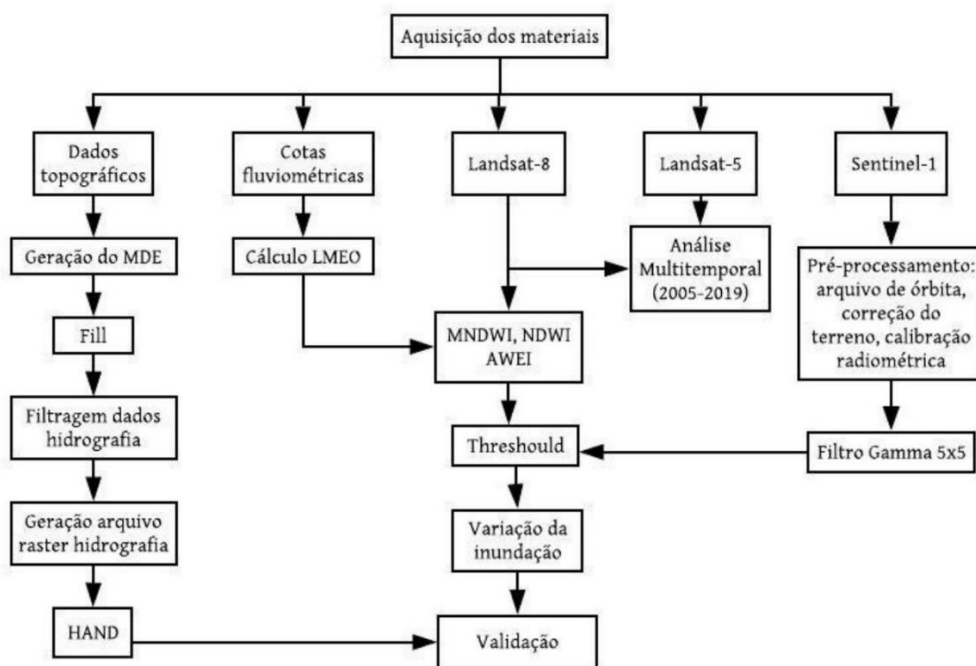 Aquisição dos materiais
Dados
topográficos
Cotas
fluviométricas
Landsat-8
Landsat-5
Sentinel-1
Geração do MDE
Cálculo LMEO
Análise
Multitemporal
(2005-2019)
Pré-processamento:
arquivo de órbita,
correção do
terreno, calibração
radiométrica
Fill
MNDWI, NDWI
AWEI
Filtragem dados
hidrografia
Threshould
Filtro Gamma 5x5
Geração arquivo
raster hidrografia
Variação da
inundação
HAND
Validação